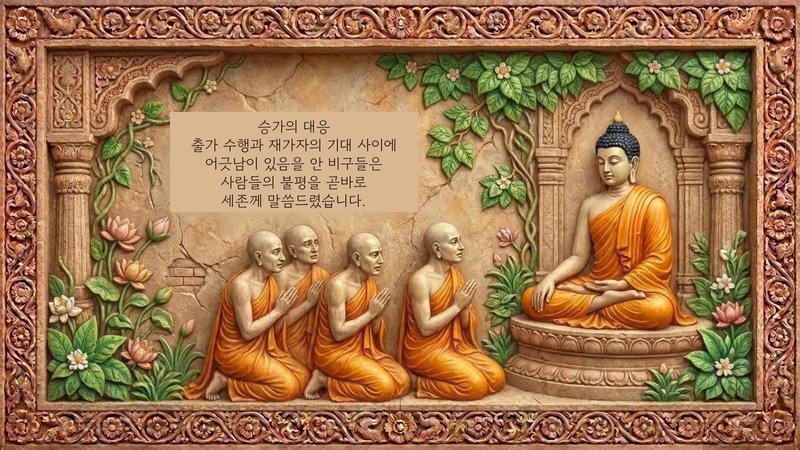 승가의 대응
출가 수행과 재가자의 기대 사이에
어긋남이 있음을 안 비구들은
사람들의 불평을 곧바로
세존께 말씀드렸습니다.